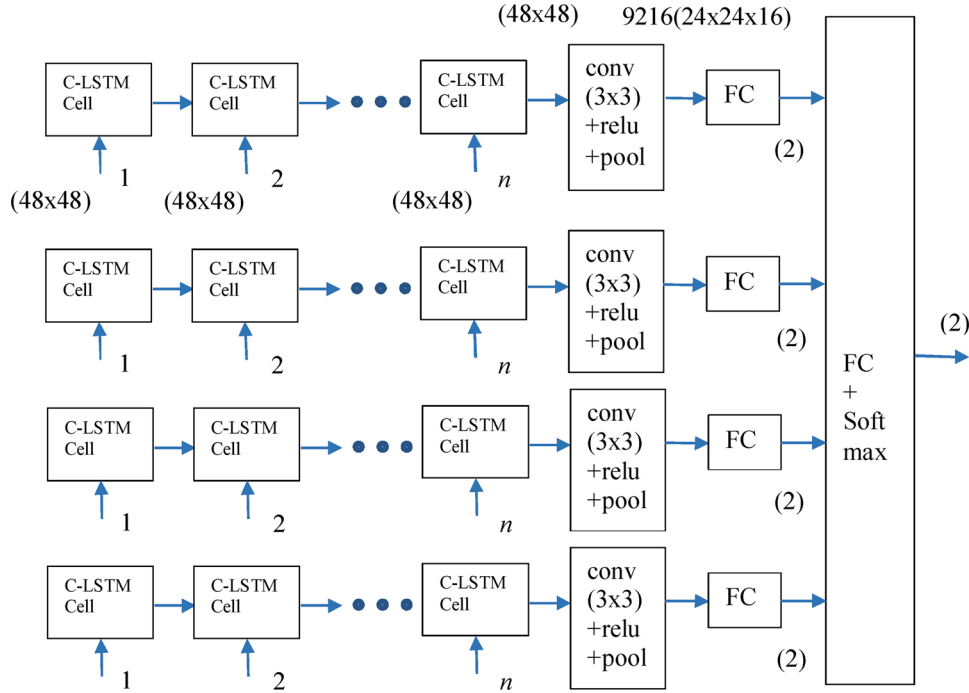 (48x48) 9216(24x24x16)
C-LSTM
Cell
C-LSTM
Cell
C-LSTM
Cell
conv
(3x3)
+relu
+pool
FC
(2)
1
2
n
(48x48) (48x48) (48x48)
C-LSTM
Cell
C-LSTM
Cell
C-LSTM
Cell
conv
(3x3)
+relu
+pool
FC
(2)
1
2
n
C-LSTM
Cell
C-LSTM
Cell
C-LSTM
Cell
conv
(3x3)
+relu
+pool
FC
(2)
1
2
n
C-LSTM
Cell
C-LSTM
Cell
C-LSTM
Cell
conv
(3x3)
+relu
+pool
FC
(2)
1
2
n
FC
+
Soft
max
(2)